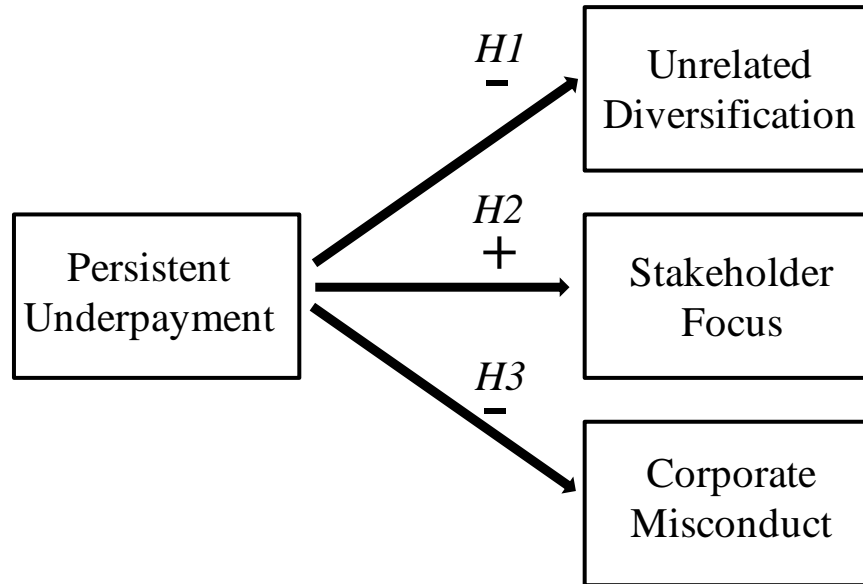 H1
−
Unrelated
Diversification
H2
+
Persistent
Underpayment
Stakeholder
Focus
H3
−
Corporate
Misconduct